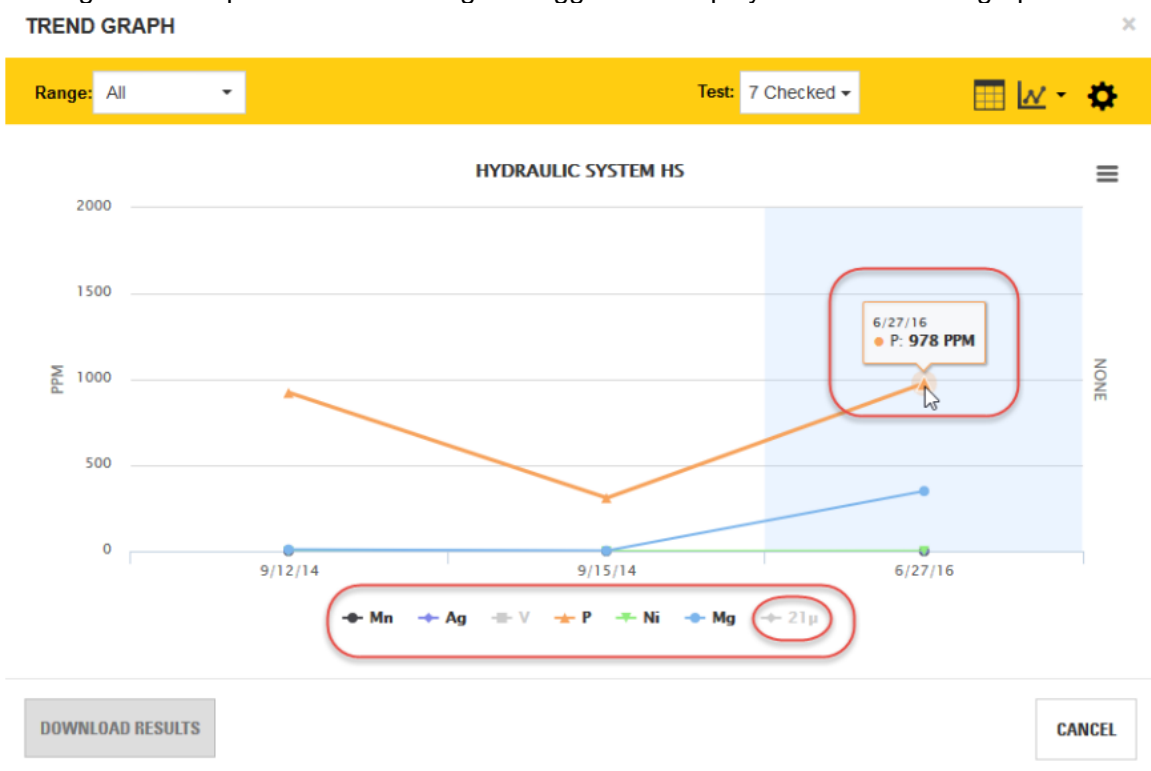 TREND GRAPH ×
Range: All Test: 7 Checked
HYDRAULIC SYSTEM HS
2000
1500
1000
500
0
PPM
NONE
6/27/16
P: 978 PPM
9/12/14 9/15/14 6/27/16
Mn Ag V P Ni Mg 21µ
DOWNLOAD RESULTS CANCEL